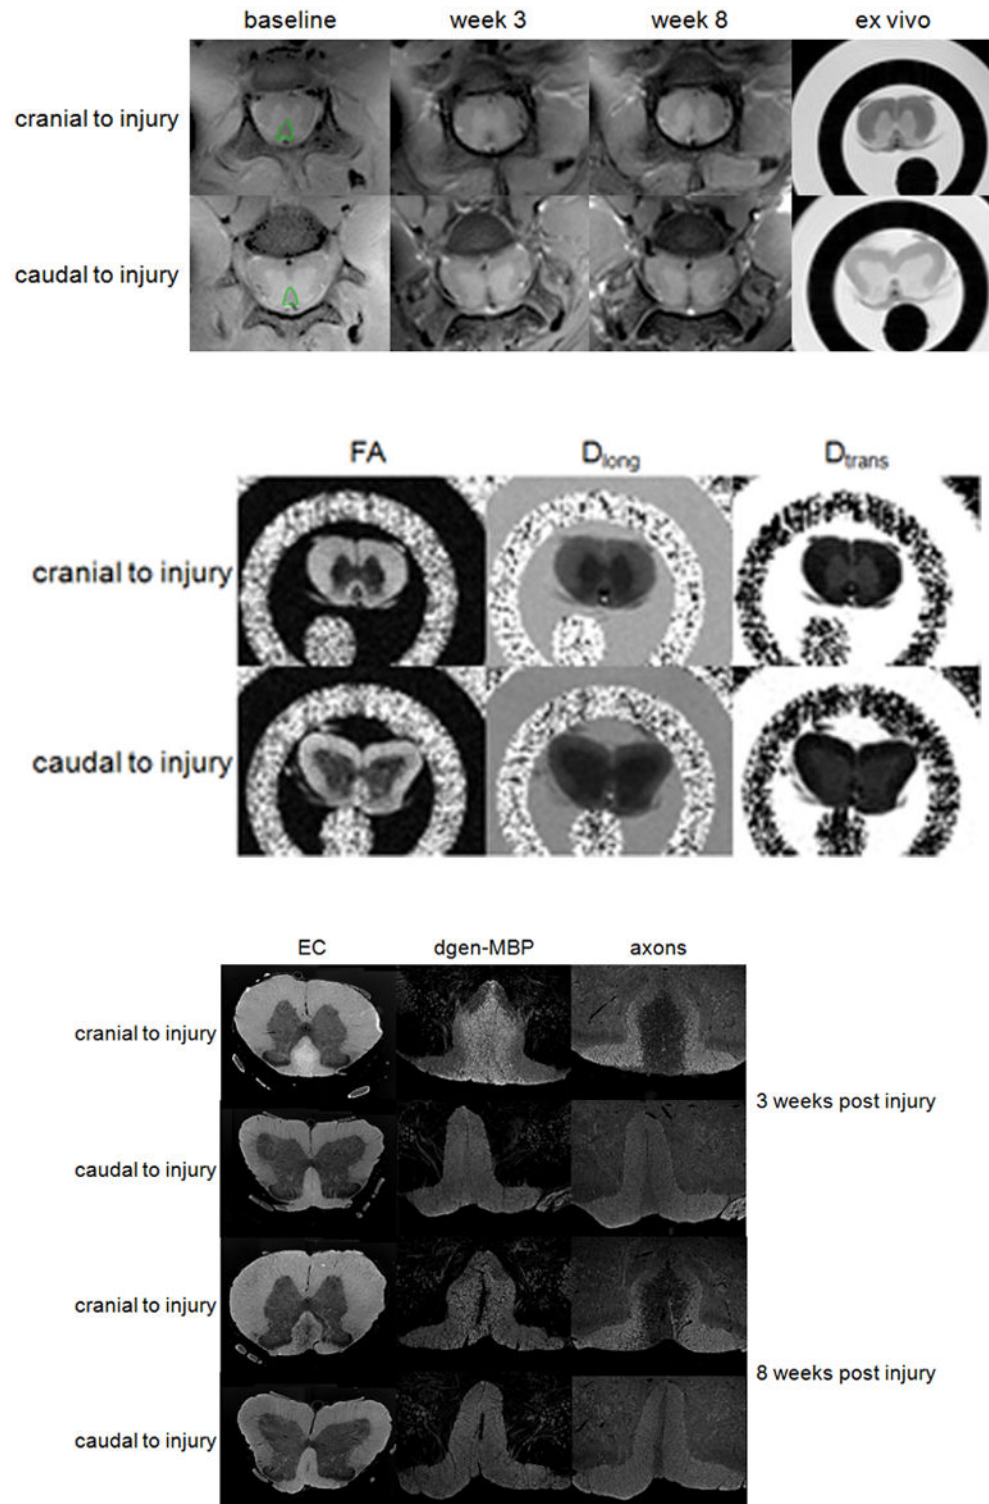 baseline week 3 week 8 ex vivo
cranial to injury
caudal to injury
FA Dlong Dtrans
cranial to injury
caudal to injury
EC dgen-MBP axons
cranial to injury
3 weeks post injury
caudal to injury
cranial to injury
8 weeks post injury
caudal to injury